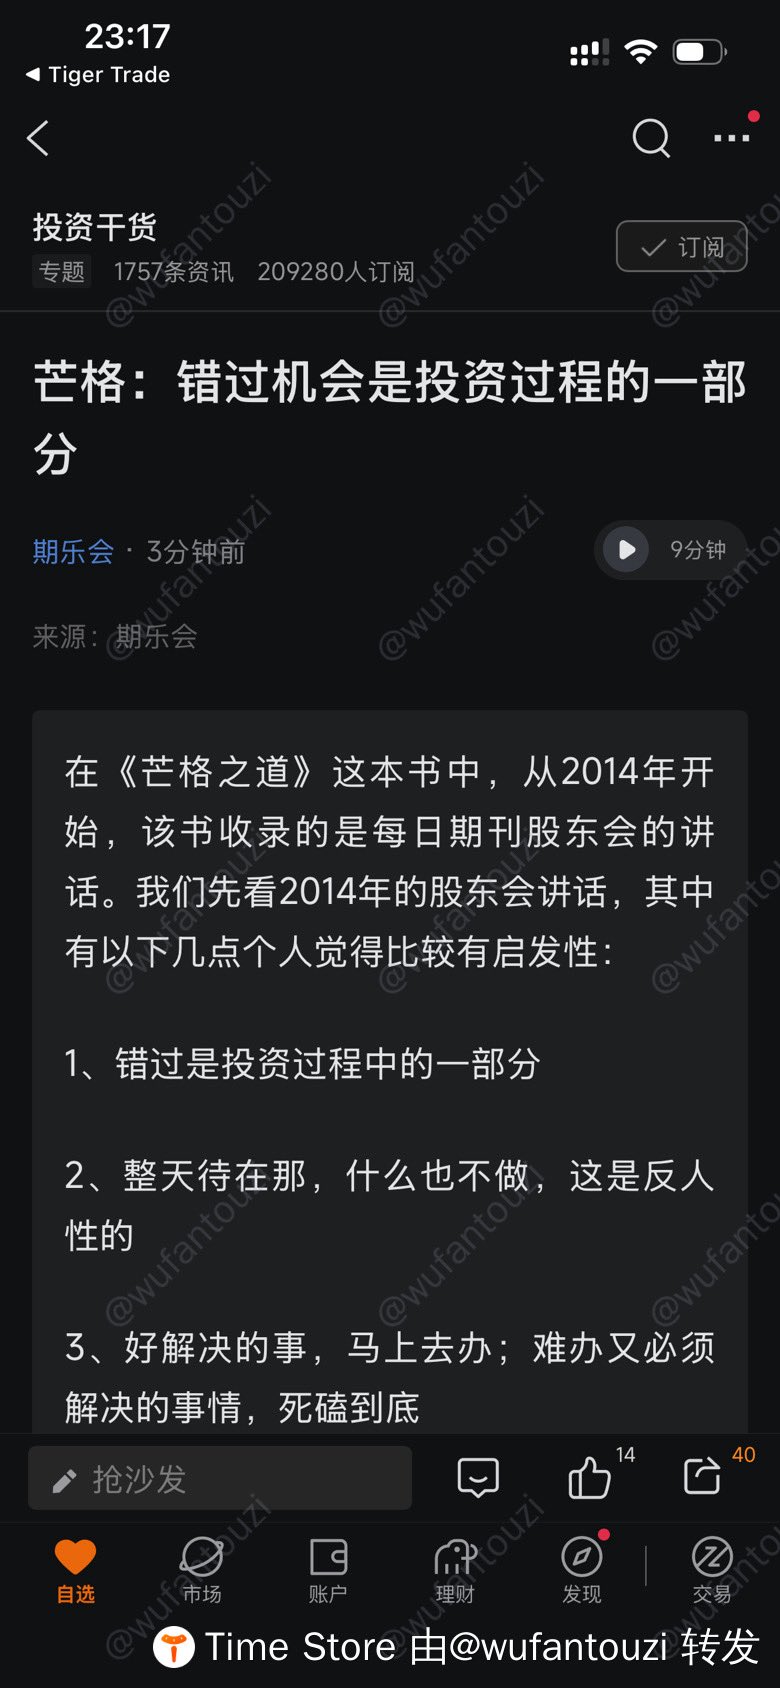 23:17
◀ Tiger Trade
投资干货
订阅
专题 1757条资讯 209280人订阅
芒格：错过机会是投资过程的一部
分
期乐会 · 3分钟前
9分钟
来源：期乐会
在《芒格之道》这本书中，从2014年开
始，该书收录的是每日期刊股东会的讲
话。我们先看2014年的股东会讲话，其中
有以下几点个人觉得比较有启发性：
1、错过是投资过程中的一部分
2、整天待在那，什么也不做，这是反人
性的
3、好解决的事，马上去办；难办又必须
解决的事情，死磕到底
抢沙发 14 40
自选 市场 账户 理财 发现 交易
Time Store 由@wufantouzi 转发
@wufantouzi